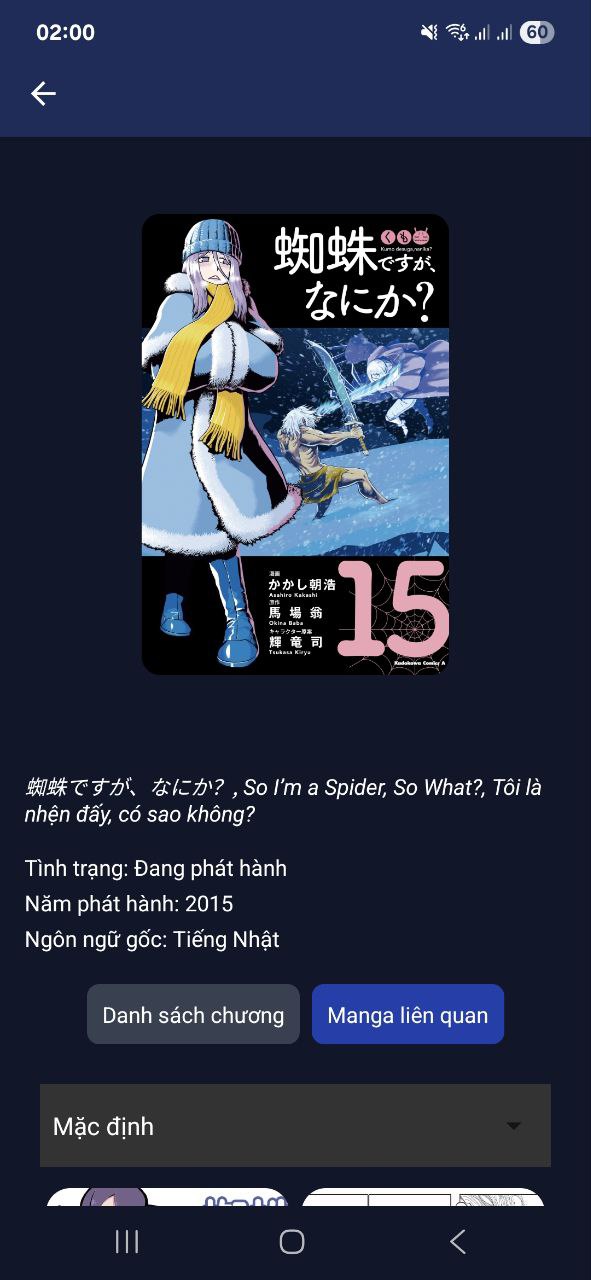 02:00
60
蜘蛛ですが、
くも
Kumo desuga,nanika?
なにか?
漫画
かかし朝浩
Asahiro Kakashi
原作
馬場翁
Okina Baba
キャラクター原案
輝竜司
Tsukasa Kiryu
15
Kadokawa Comics A
蜘蛛ですが、なにか? , So I’m a Spider, So What?, Tôi là
nhện đấy, có sao không?
Tình trạng: Đang phát hành
Năm phát hành: 2015
Ngôn ngữ gốc: Tiếng Nhật
Danh sách chương
Manga liên quan
Mặc định